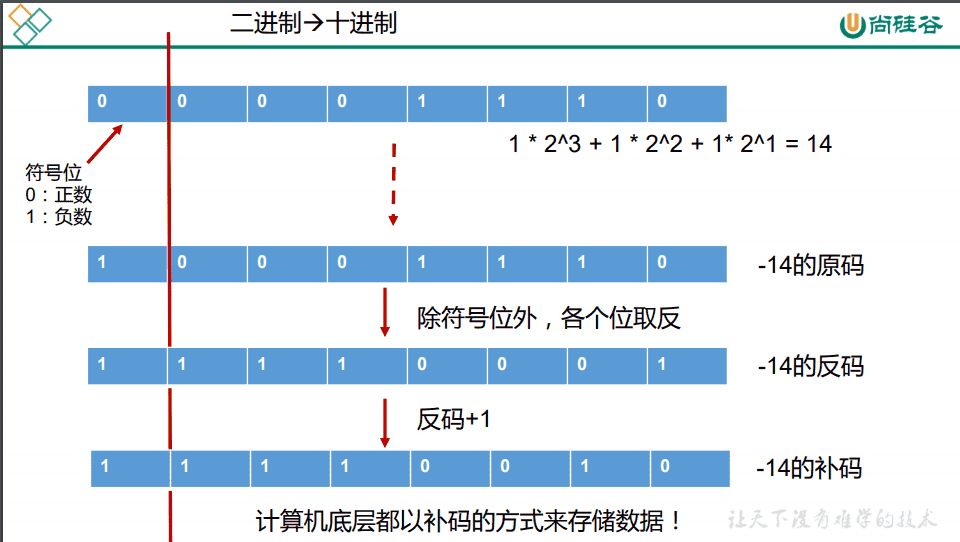 二进制→十进制
尚硅谷
0 0 0 0 1 1 1 0
1 * 2^3 + 1 * 2^2 + 1* 2^1 = 14
符号位
0：正数
1：负数
1 0 0 0 1 1 1 0
-14的原码
除符号位外，各个位取反
1 1 1 1 0 0 0 1
-14的反码
反码+1
1 1 1 1 0 0 1 0
-14的补码
计算机底层都以补码的方式来存储数据！
让天下没有难学的技术